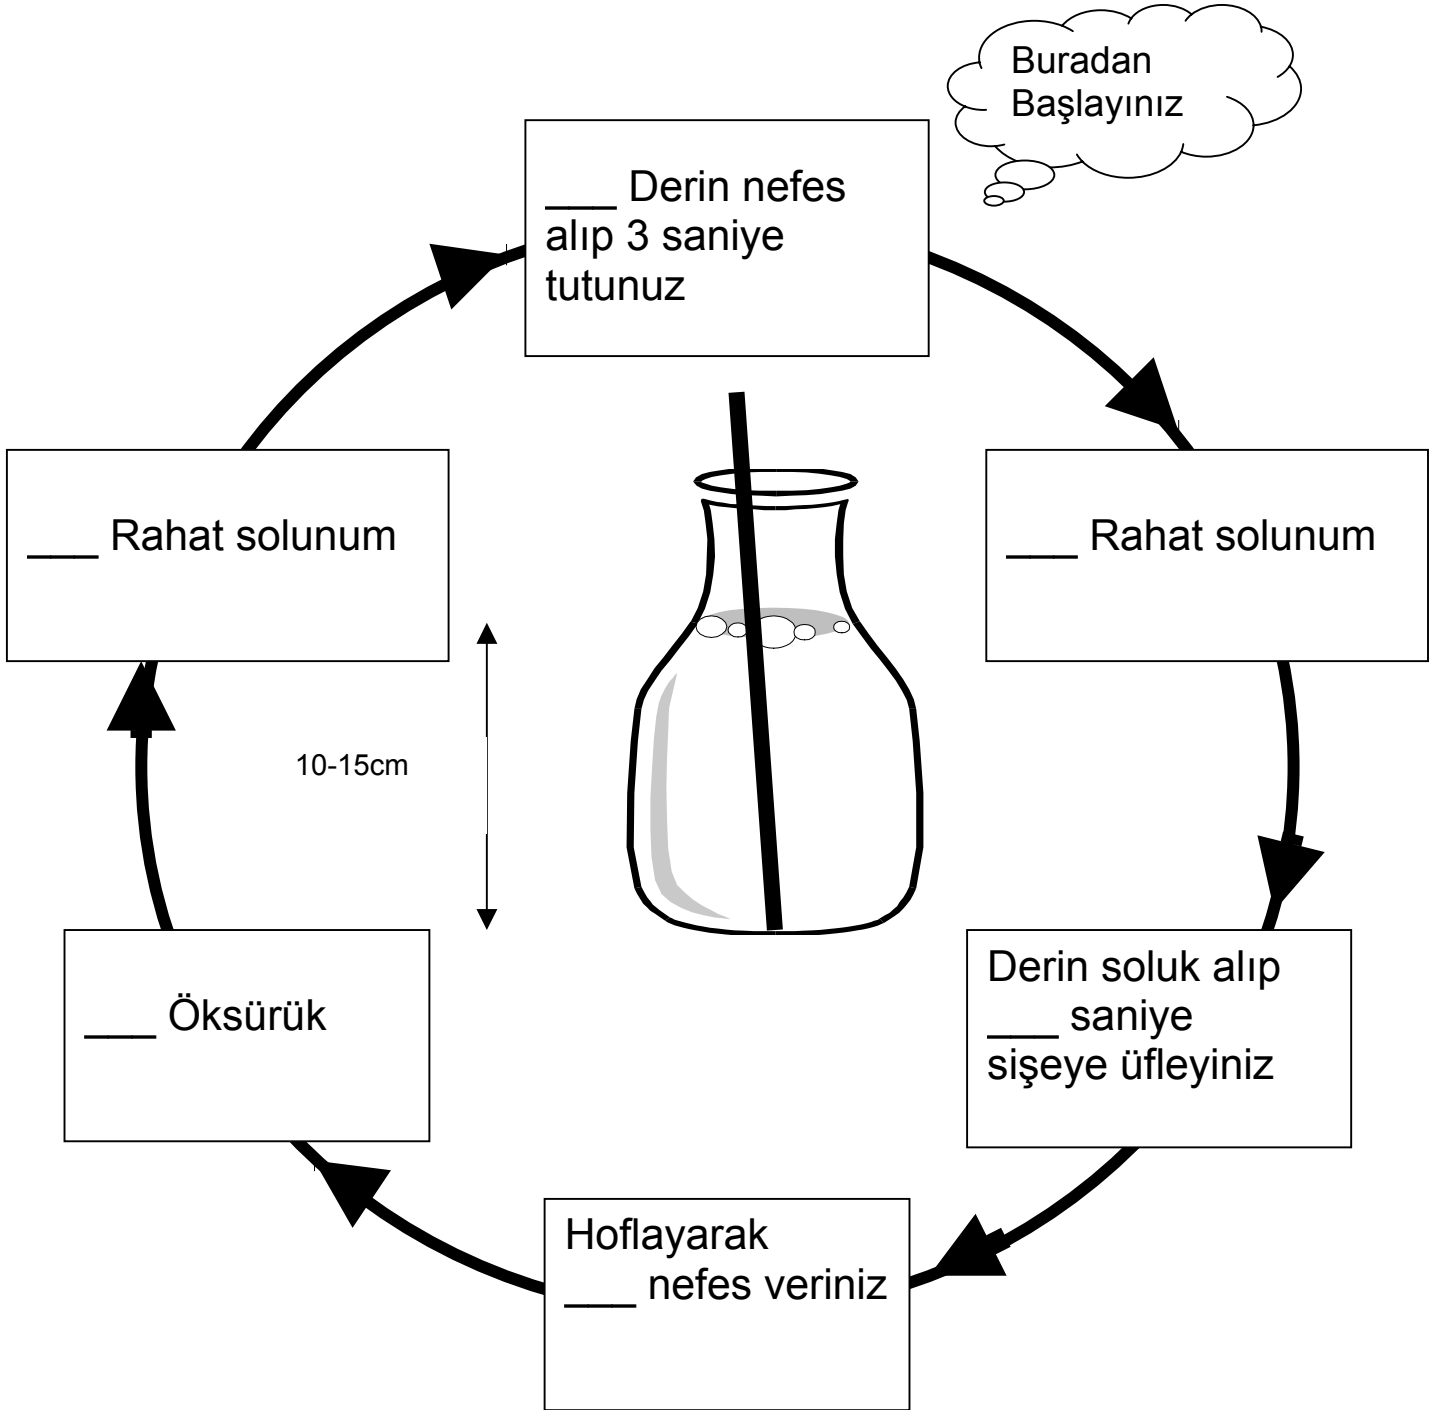 Buradan
Başlayınız
___ Derin nefes
alıp 3 saniye
tutunuz
___ Rahat solunum
___ Rahat solunum
10-15cm
Derin soluk alıp
___ saniye
sişeye üfleyiniz
___ Öksürük
Hoflayarak
___ nefes veriniz